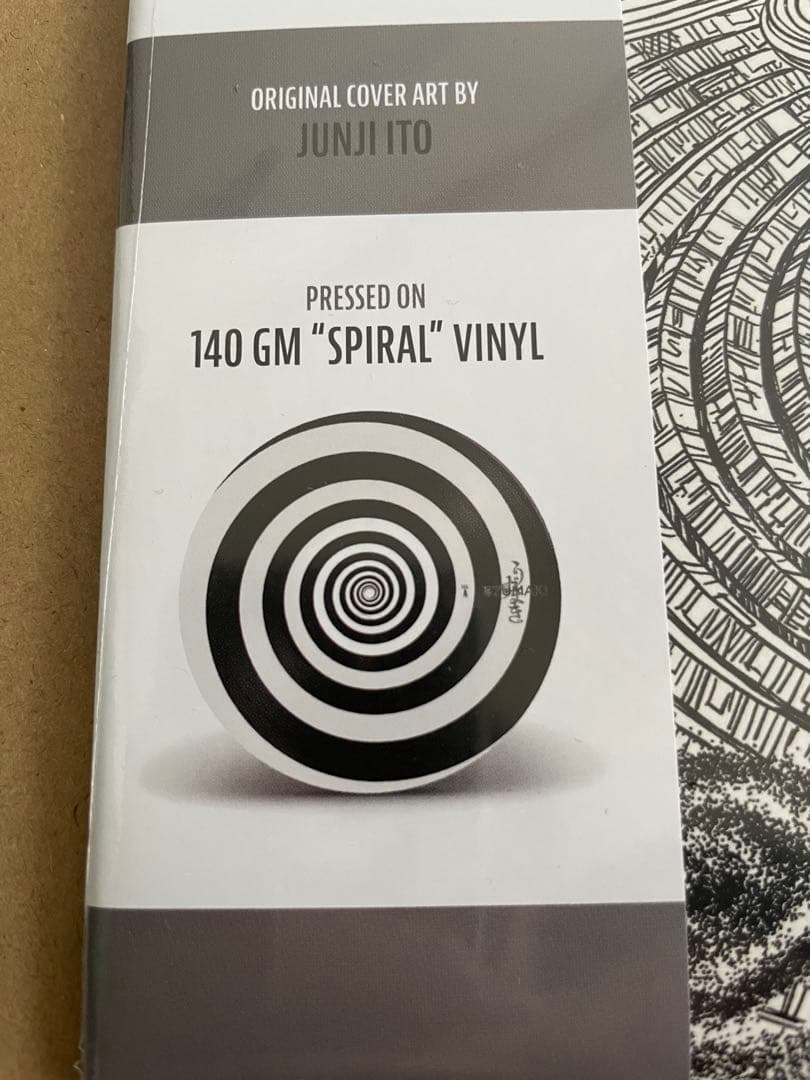 ORIGINAL COVER ART BY
JUNJI ITO
PRESSED ON
140 GM “SPIRAL” VINYL